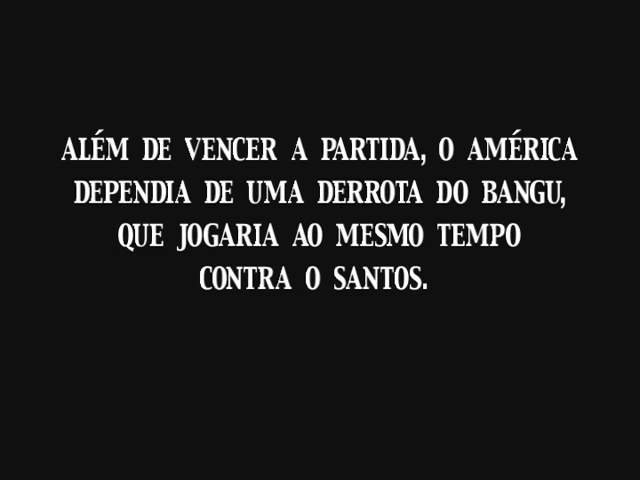 ALÉM DE VENCER A PARTIDA, O AMÉRICA
DEPENDIA DE UMA DERROTA DO BANGU,
QUE JOGARIA AO MESMO TEMPO
CONTRA O SANTOS.